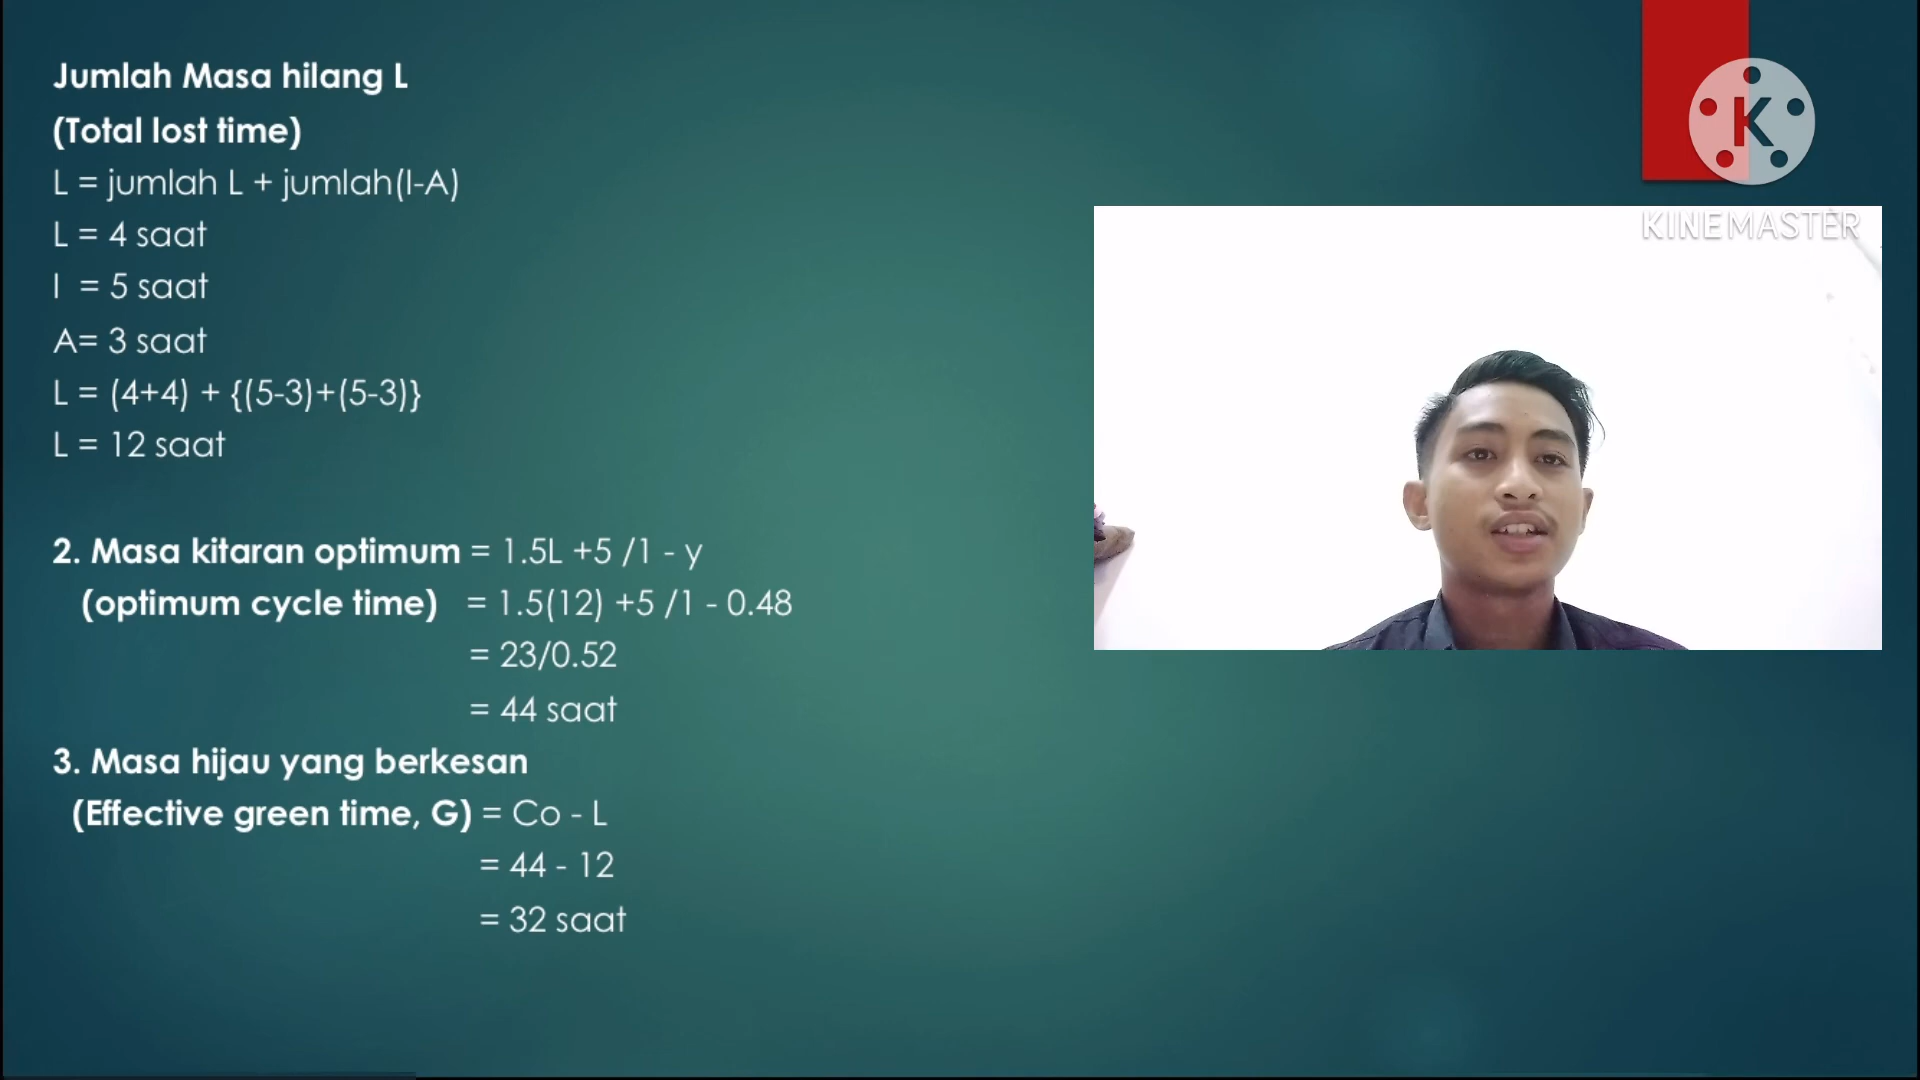 Jumlah Masa hilang L
(Total lost time)
L = jumlah L + jumlah(I-A)
L = 4 saat
I = 5 saat
A= 3 saat
L = (4+4) + {(5-3)+(5-3)}
L = 12 saat
2. Masa kitaran optimum = 1.5L +5 /1 - y
(optimum cycle time) = 1.5(12) +5 /1 - 0.48
= 23/0.52
= 44 saat
3. Masa hijau yang berkesan
(Effective green time, G) = Co - L
= 44 - 12
= 32 saat
K
KINEMASTER